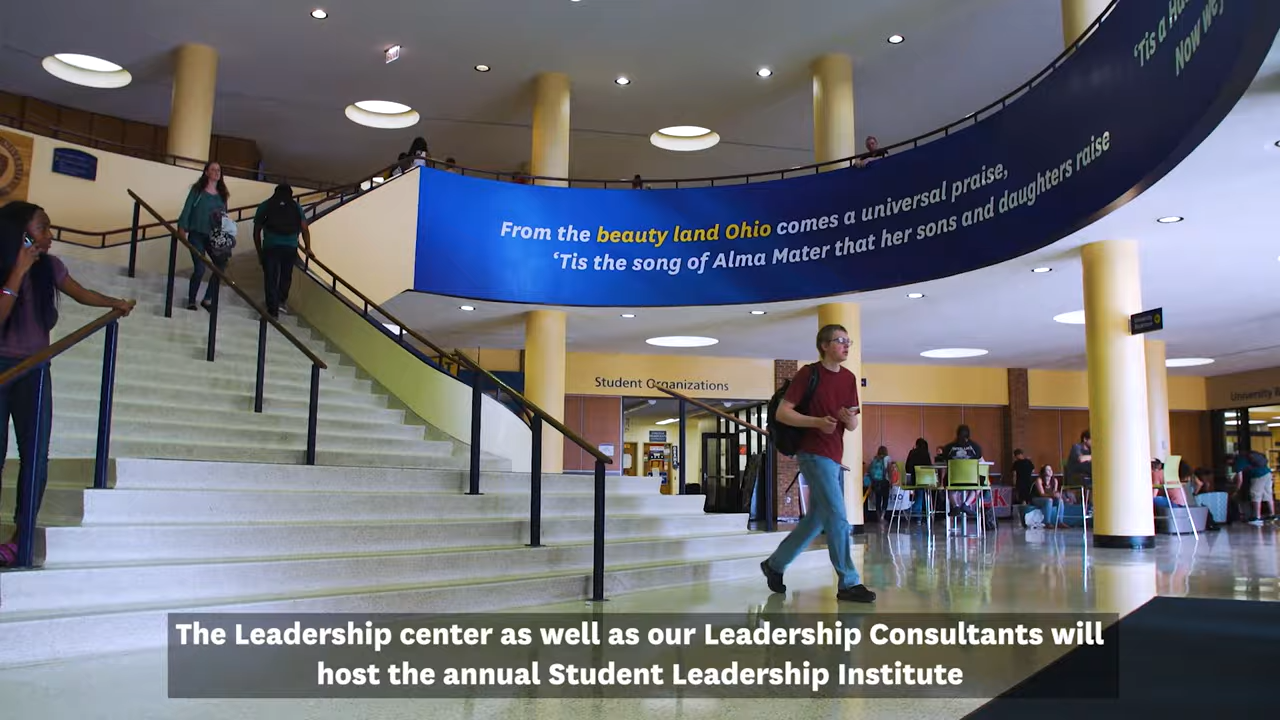 'Tis a
Now we
From the beauty land Ohio comes a universal praise,
'Tis the song of Alma Mater that her sons and daughters raise
Student Organizations
University
The Leadership center as well as our Leadership Consultants will
host the annual Student Leadership Institute